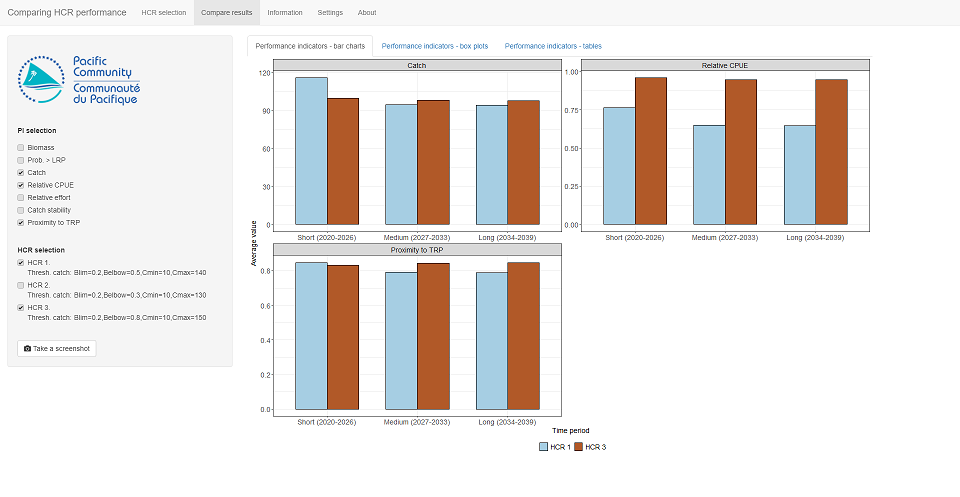 Comparing HCR performance
HCR selection
Compare results
Information
Settings
About
Pacific
Community
Communauté
du Pacifique
PI selection
Biomass
Prob. > LRP
Catch
Relative CPUE
Relative effort
Catch stability
Proximity to TRP
HCR selection
HCR 1.
Thresh. catch: Blim=0.2,Belbow=0.5,Cmin=10,Cmax=140
HCR 2.
Thresh. catch: Blim=0.2,Belbow=0.3,Cmin=10,Cmax=130
HCR 3.
Thresh. catch: Blim=0.2,Belbow=0.8,Cmin=10,Cmax=150
Take a screenshot
Performance indicators - bar charts
Performance indicators - box plots
Performance indicators - tables
Catch
120
90
60
30
0
Short (2020-2026)
Medium (2027-2033)
Long (2034-2039)
Relative CPUE
1.00
0.75
0.50
0.25
0.00
Short (2020-2026)
Medium (2027-2033)
Long (2034-2039)
Average value
Proximity to TRP
0.8
0.6
0.4
0.2
0.0
Short (2020-2026)
Medium (2027-2033)
Long (2034-2039)
Time period
HCR 1
HCR 3